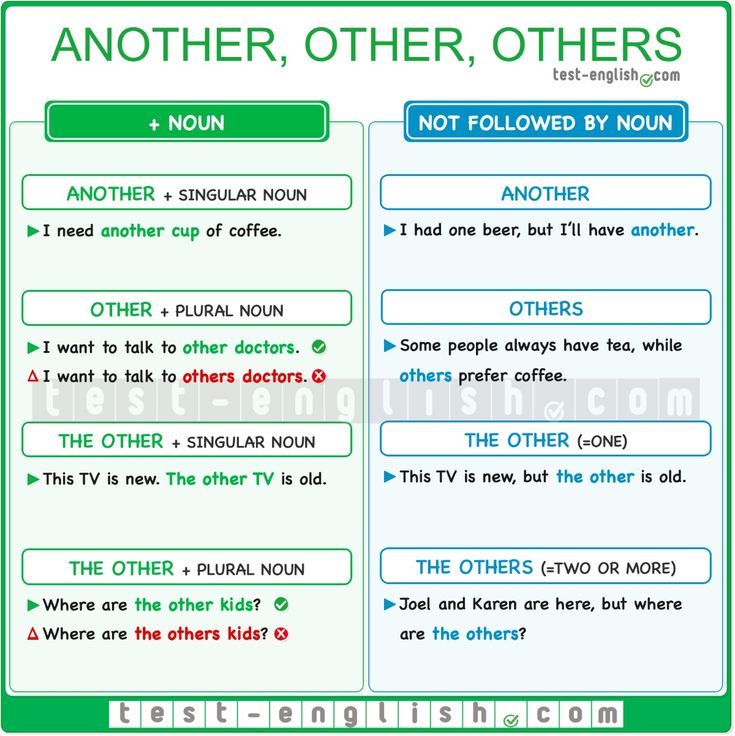 ANOTHER, OTHER, OTHERS
test-english.com
+ NOUN
ANOTHER + SINGULAR NOUN
I need another cup of coffee.
OTHER + PLURAL NOUN
I want to talk to other doctors.
I want to talk to others doctors.
THE OTHER + SINGULAR NOUN
This TV is new. The other TV is old.
THE OTHER + PLURAL NOUN
Where are the other kids?
Where are the others kids?
NOT FOLLOWED BY NOUN
ANOTHER
I had one beer, but I'll have another.
OTHERS
Some people always have tea, while
others prefer coffee.
THE OTHER (=ONE)
This TV is new, but the other is old.
THE OTHERS (=TWO OR MORE)
Joel and Karen are here, but where
are the others?
test-english.com
test-english.com